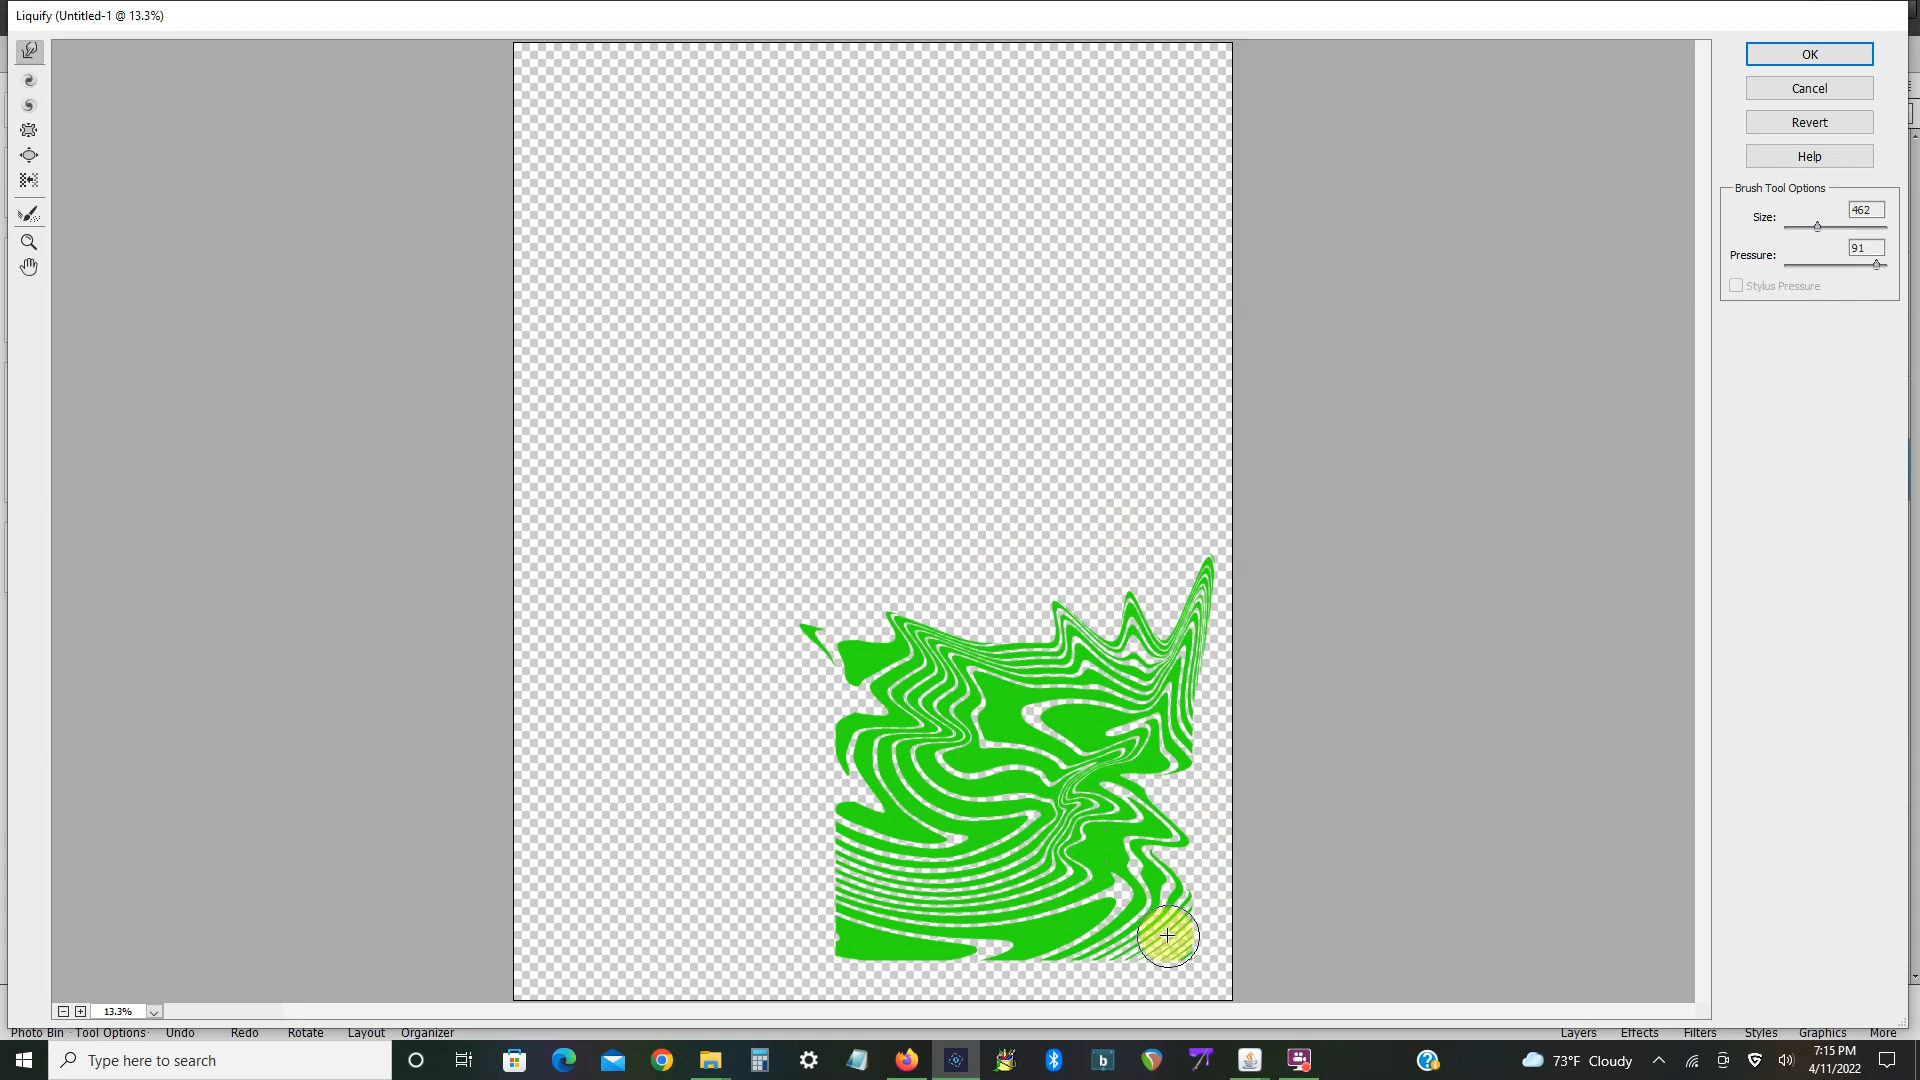 Liquify (Untitled-1 @ 13.3%)
OK
Cancel
Revert
Help
Brush Tool Options
Size: 462
Pressure: 91
Stylus Pressure
13.3%
Photo Bin Tool Options Undo Redo Rotate Layout Organizer Layers Effects Filters Styles Graphics More
Type here to search
73°F Cloudy
7:15 PM
4/11/2022